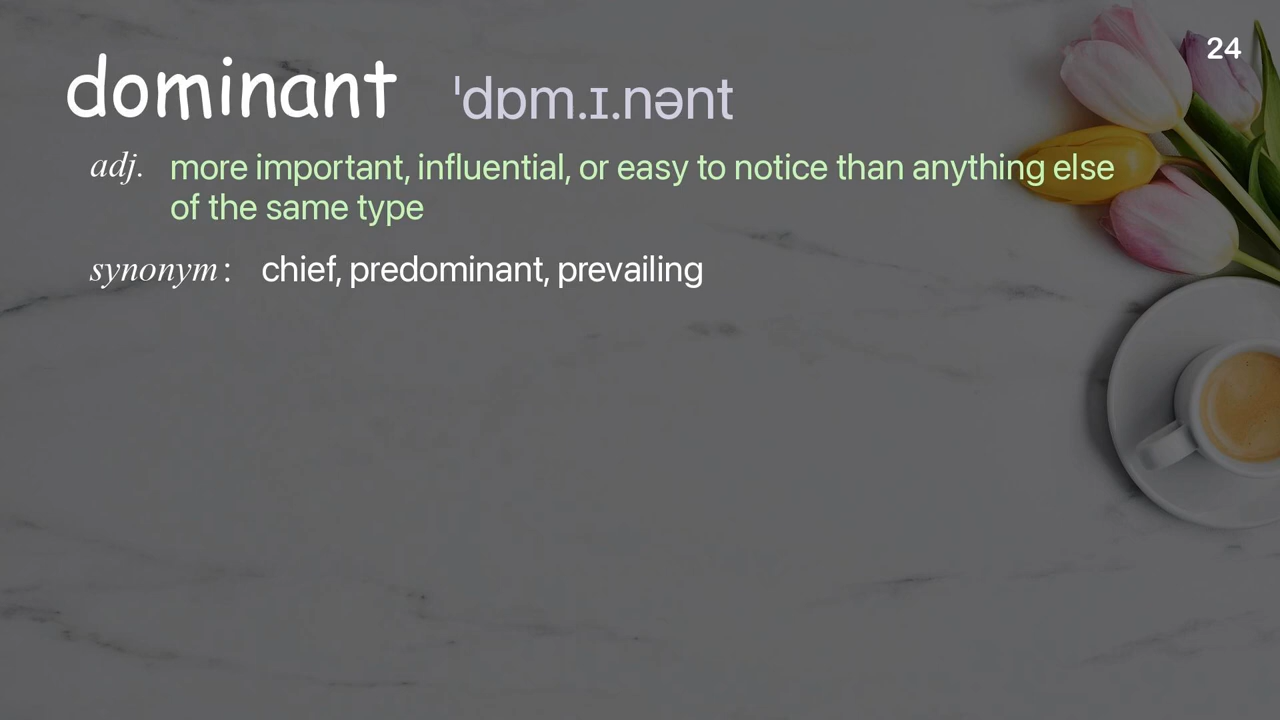 24
dominant ˈdɒm.ɪ.nənt
adj. more important, influential, or easy to notice than anything else
of the same type
synonym: chief, predominant, prevailing